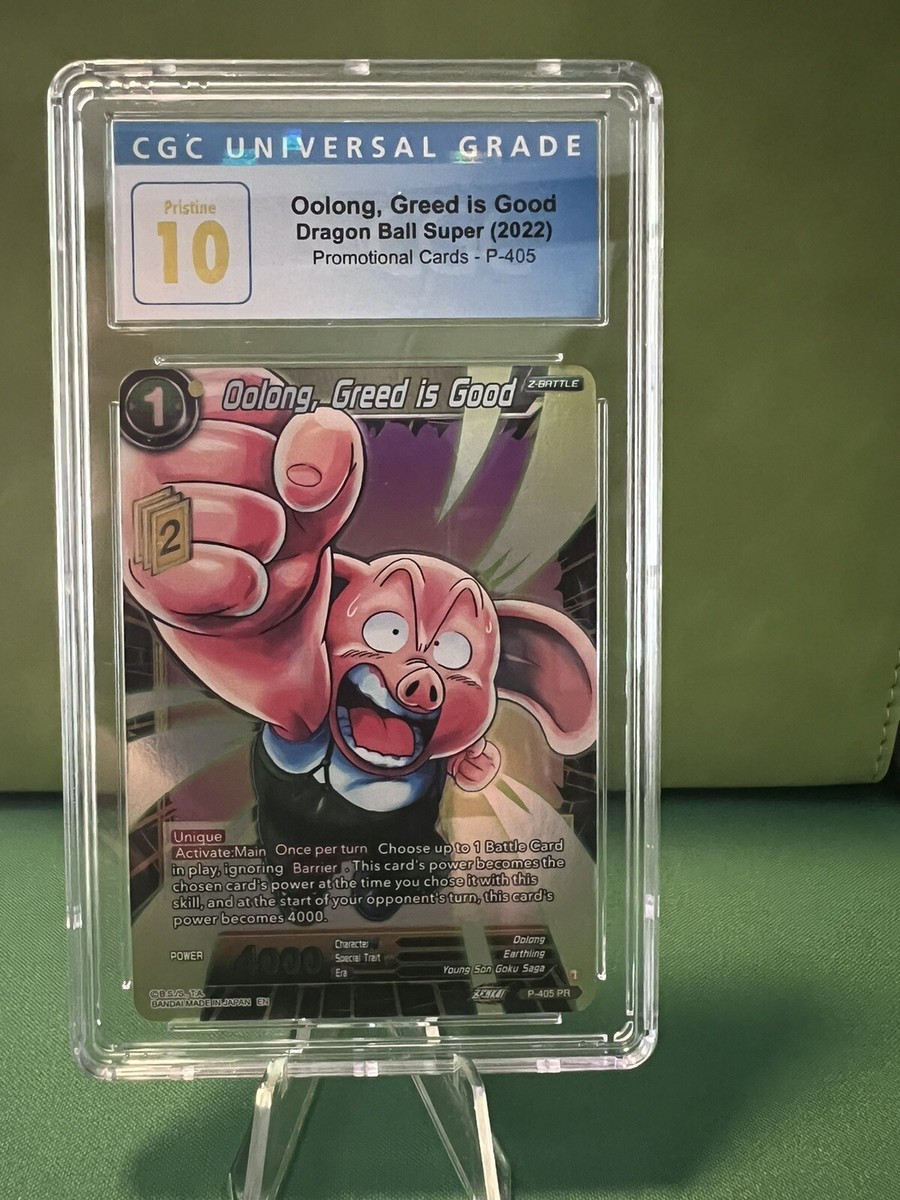 CGC UNIVERSAL GRADE
Pristine
10
Oolong, Greed is Good
Dragon Ball Super (2022)
Promotional Cards - P-405
1
Oolong, Greed is Good
Z-BATTLE
2
Unique
Activate:Main Once per turn Choose up to 1 Battle Card
in play, ignoring Barrier . This card's power becomes the
chosen card's power at the time you chose it with this
skill, and at the start of your opponent's turn, this card's
power becomes 4000.
POWER
4000
Character
Oolong
Special Trait
Earthling
Era
Young Son Goku Saga
©B.S./S., T.A.
BANDAI MADE IN JAPAN EN
P-405 PR